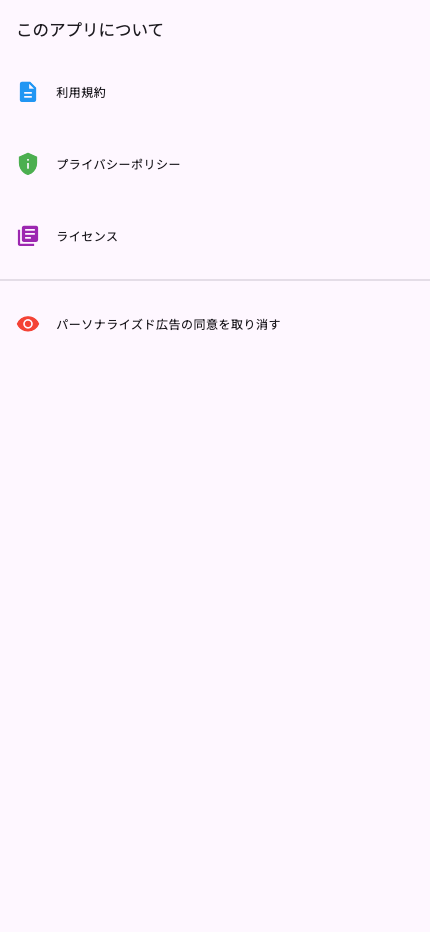 このアプリについて
利用規約
プライバシーポリシー
ライセンス
パーソナライズド広告の同意を取り消す